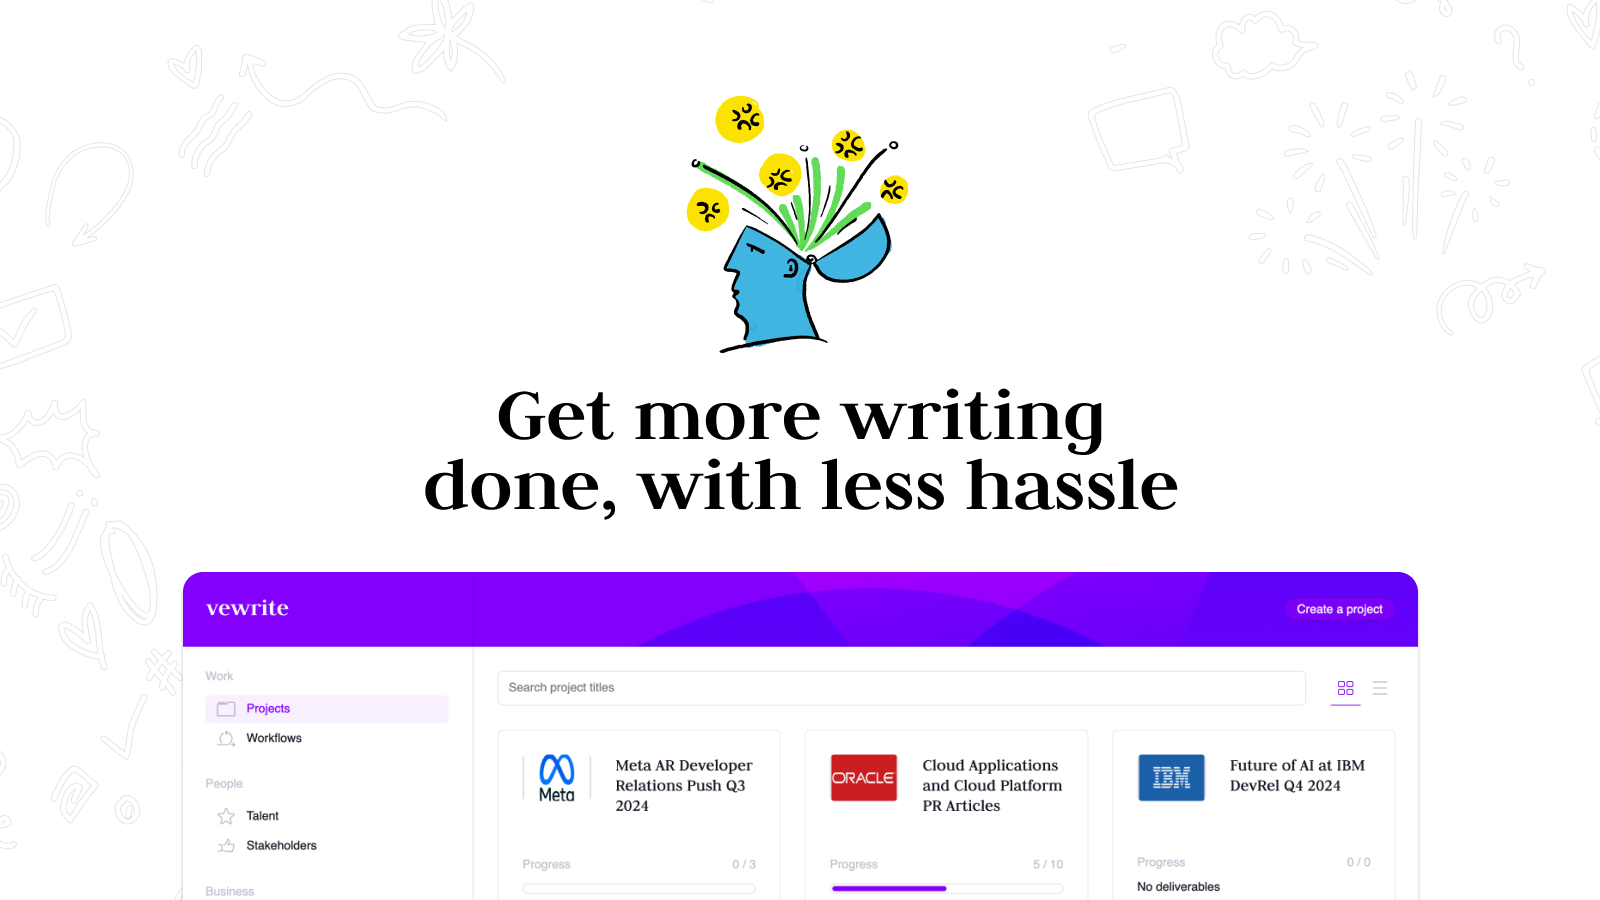 Get more writing
done, with less hassle
vewrite
Create a project
Work
Projects
Workflows
People
Talent
Stakeholders
Business
Search project titles
Meta
Meta AR Developer
Relations Push Q3
2024
Progress
0 / 3
ORACLE
Cloud Applications
and Cloud Platform
PR Articles
Progress
5 / 10
IBM
Future of AI at IBM
DevRel Q4 2024
Progress
0 / 0
No deliverables